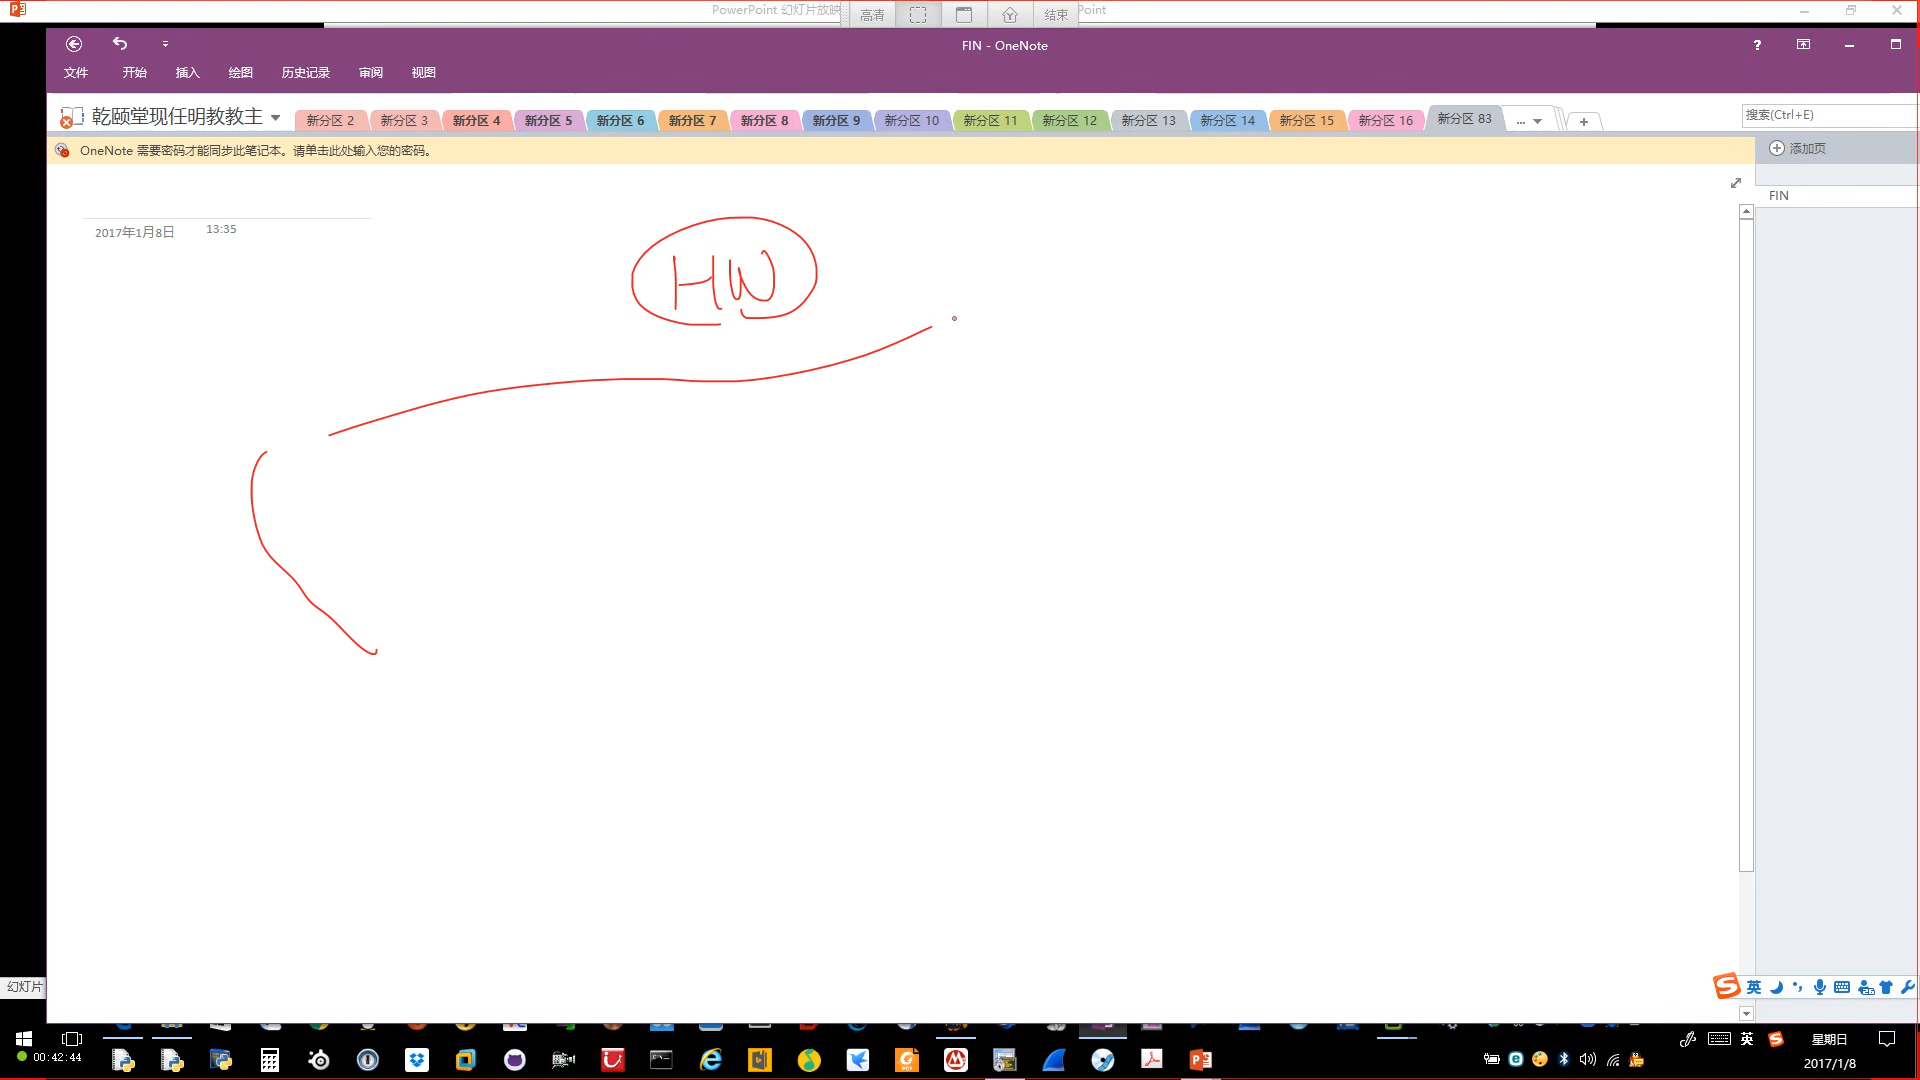 PowerPoint 幻灯片放映
高清
结束
Point
FIN - OneNote
?
文件 开始 插入 绘图 历史记录 审阅 视图
乾颐堂现任明教教主
新分区 2 新分区 3 新分区 4 新分区 5 新分区 6 新分区 7 新分区 8 新分区 9 新分区 10 新分区 11 新分区 12 新分区 13 新分区 14 新分区 15 新分区 16 新分区 83 ...
搜索(Ctrl+E)
OneNote 需要密码才能同步此笔记本。请单击此处输入您的密码。
添加页
FIN
2017年1月8日 13:35
HW
幻灯片
英
英
星期日
00:42:44
2017/1/8